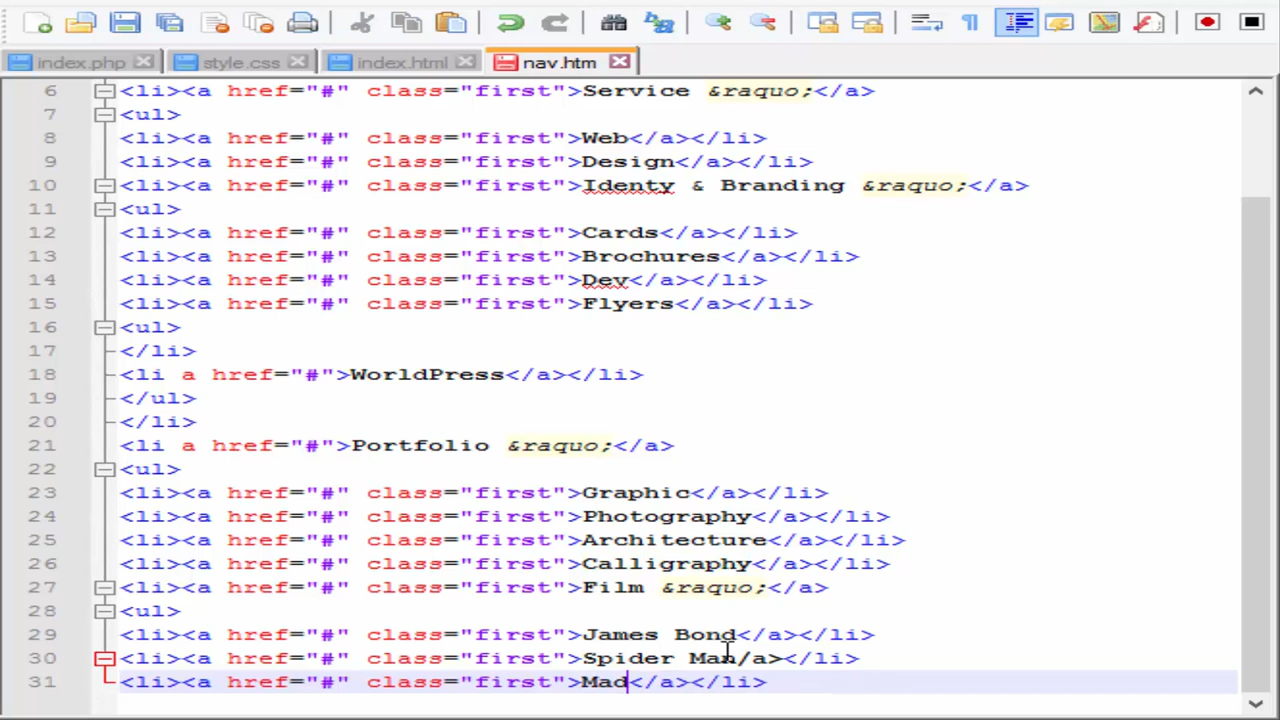 index.php style.css index.html nav.htm
6 <li><a href="#" class="first">Service &raquo;</a>
7 <ul>
8 <li><a href="#" class="first">Web</a></li>
9 <li><a href="#" class="first">Design</a></li>
10 <li><a href="#" class="first">Identy & Branding &raquo;</a>
11 <ul>
12 <li><a href="#" class="first">Cards</a></li>
13 <li><a href="#" class="first">Brochures</a></li>
14 <li><a href="#" class="first">Dev</a></li>
15 <li><a href="#" class="first">Flyers</a></li>
16 <ul>
17 </li>
18 <li a href="#">WorldPress</a></li>
19 </ul>
20 </li>
21 <li a href="#">Portfolio &raquo;</a>
22 <ul>
23 <li><a href="#" class="first">Graphic</a></li>
24 <li><a href="#" class="first">Photography</a></li>
25 <li><a href="#" class="first">Architecture</a></li>
26 <li><a href="#" class="first">Calligraphy</a></li>
27 <li><a href="#" class="first">Film &raquo;</a>
28 <ul>
29 <li><a href="#" class="first">James Bond</a></li>
30 <li><a href="#" class="first">Spider Man/a></li>
31 <li><a href="#" class="first">Mad</a></li>